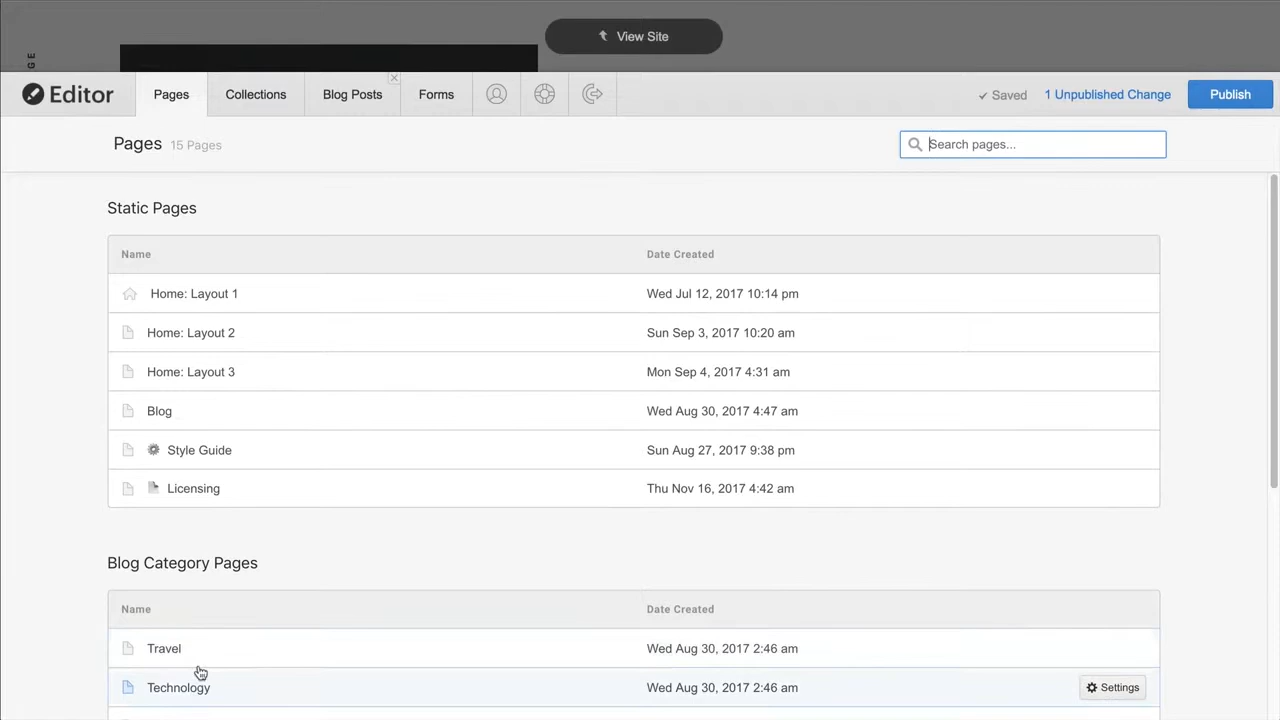 View Site
GE
Editor
Pages
Collections
Blog Posts
Forms
Saved
1 Unpublished Change
Publish
Pages 15 Pages
Search pages...
Static Pages
Name Date Created
Home: Layout 1 Wed Jul 12, 2017 10:14 pm
Home: Layout 2 Sun Sep 3, 2017 10:20 am
Home: Layout 3 Mon Sep 4, 2017 4:31 am
Blog Wed Aug 30, 2017 4:47 am
Style Guide Sun Aug 27, 2017 9:38 pm
Licensing Thu Nov 16, 2017 4:42 am
Blog Category Pages
Name Date Created
Travel Wed Aug 30, 2017 2:46 am
Technology Wed Aug 30, 2017 2:46 am Settings